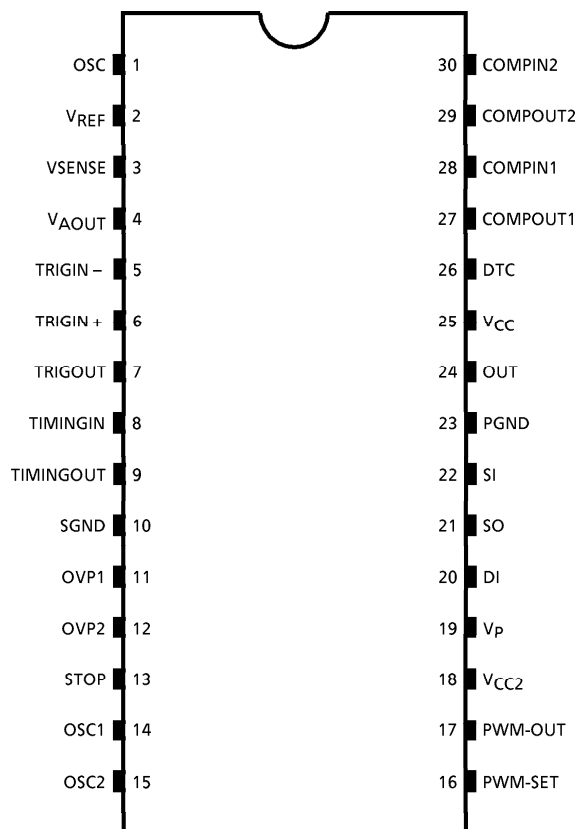 OSC 1 30 COMPIN2
VREF 2 29 COMPOUT2
VSENSE 3 28 COMPIN1
VAOUT 4 27 COMPOUT1
TRIGIN – 5 26 DTC
TRIGIN + 6 25 VCC
TRIGOUT 7 24 OUT
TIMINGIN 8 23 PGND
TIMINGOUT 9 22 SI
SGND 10 21 SO
OVP1 11 20 DI
OVP2 12 19 VP
STOP 13 18 VCC2
OSC1 14 17 PWM-OUT
OSC2 15 16 PWM-SET